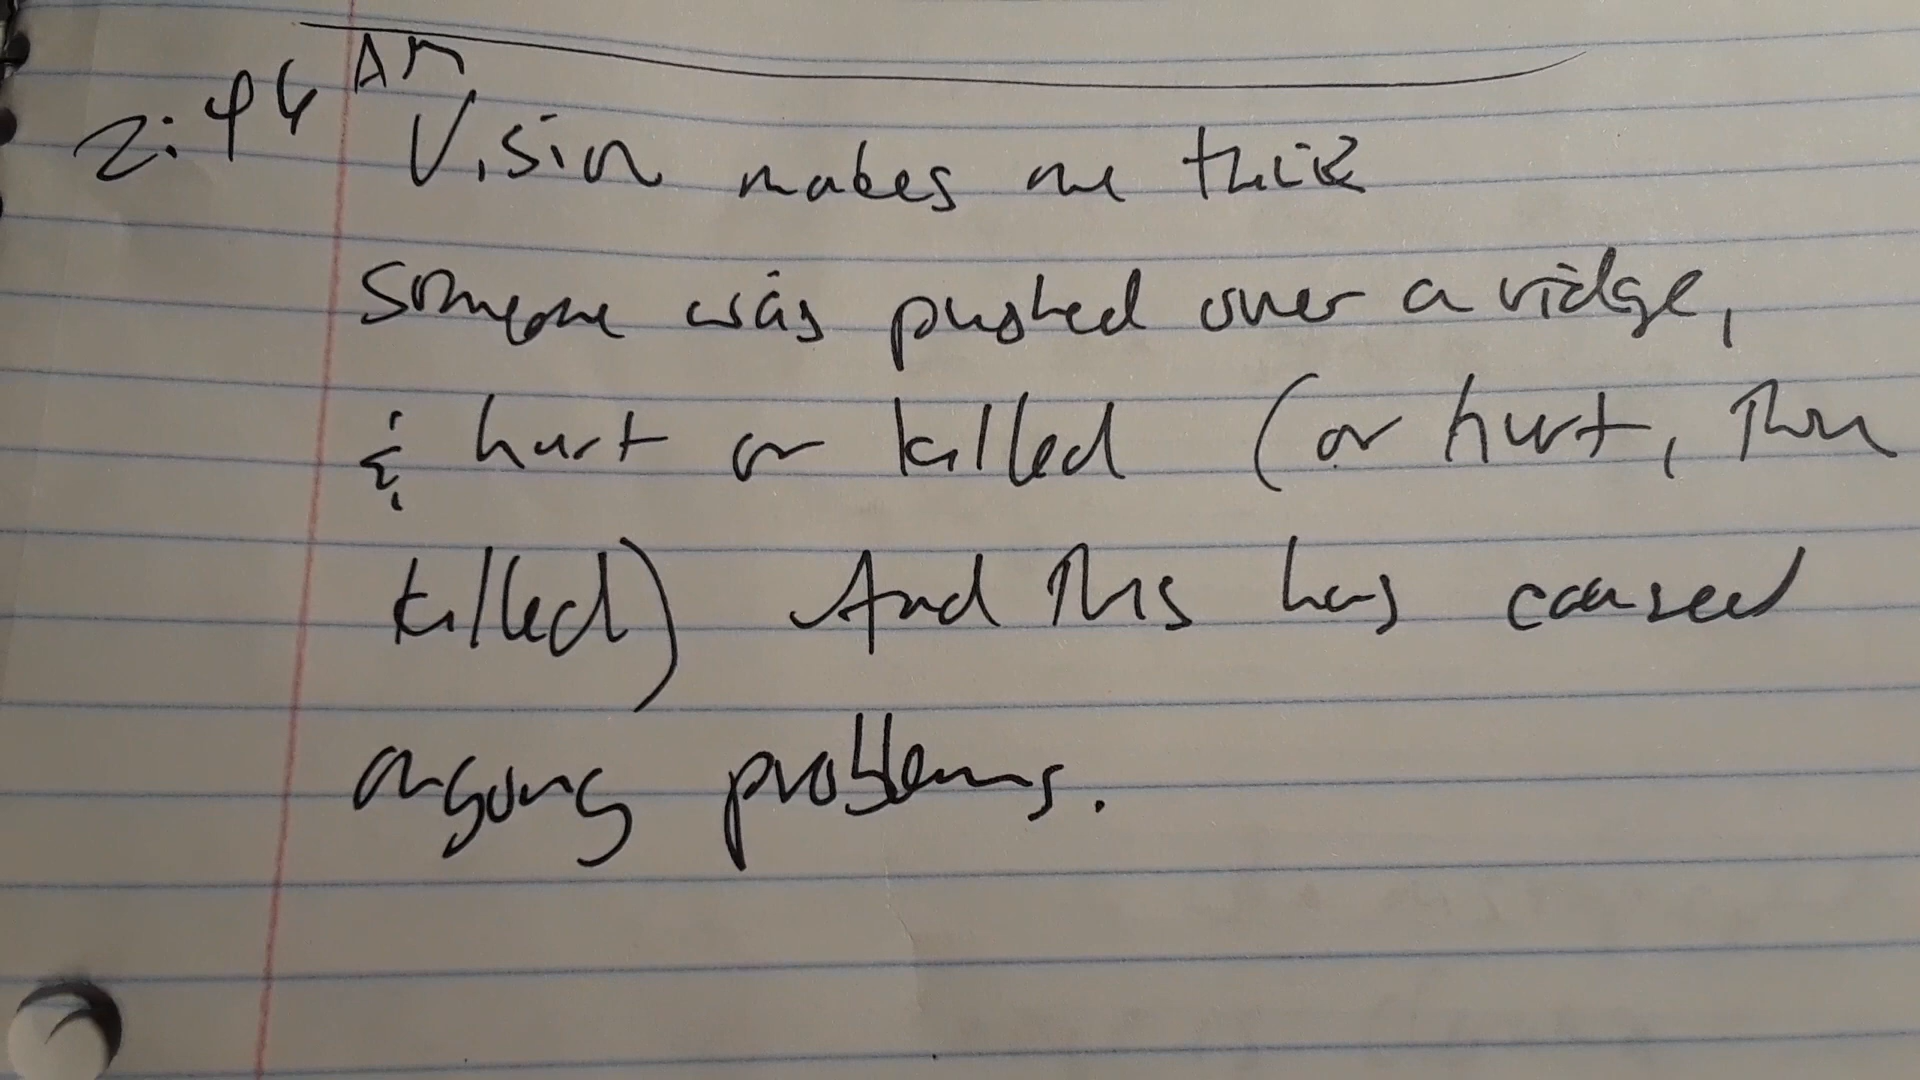 2:46 AM Vision makes me think
someone was pushed over a ridge,
& hurt or killed (or hurt, then
killed) And this has caused
ongoing problems.